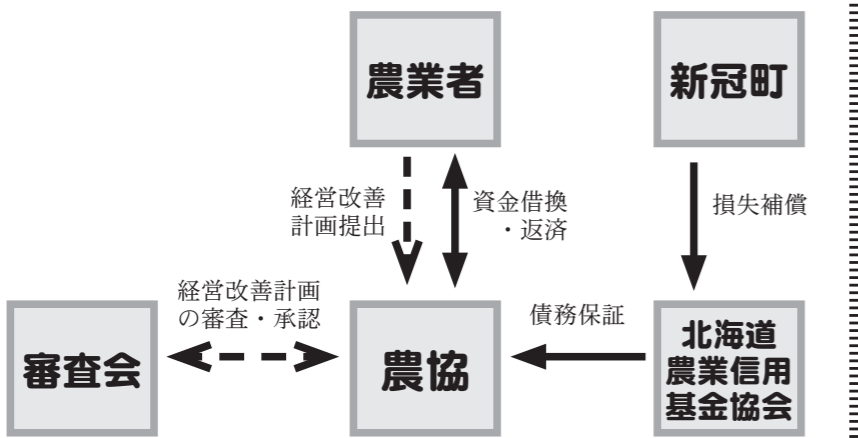 農業者
新冠町
経営改善
計画提出
資金借換
・返済
損失補償
経営改善計画
の審査・承認
債務保証
審査会
農協
北海道
農業信用
基金協会